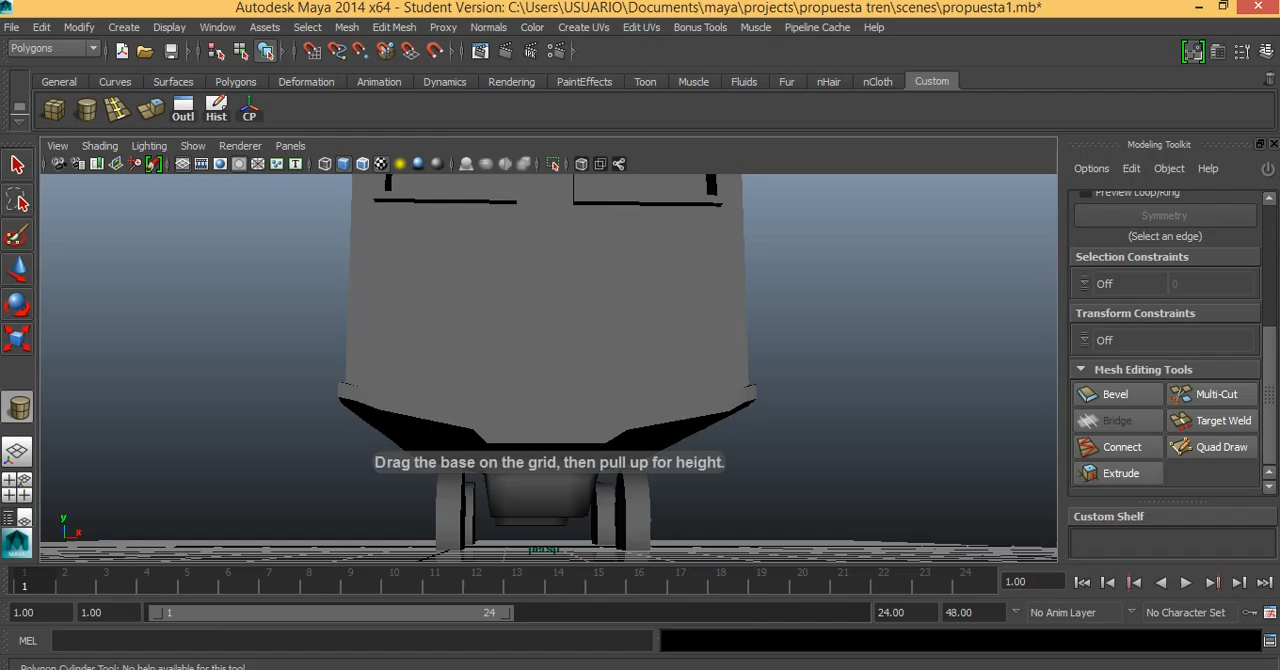 Autodesk Maya 2014 x64 - Student Version: C:\Users\USUARIO\Documents\maya\projects\propuesta tren\scenes\propuesta1.mb*
File Edit Modify Create Display Window Assets Select Mesh Edit Mesh Proxy Normals Color Create UVs Edit UVs Bonus Tools Muscle Pipeline Cache Help
Polygons
General Curves Surfaces Polygons Deformation Animation Dynamics Rendering PaintEffects Toon Muscle Fluids Fur nHair nCloth Custom
Outl Hist CP
View Shading Lighting Show Renderer Panels
Modeling Toolkit
Options Edit Object Help
Preview Loop/Ring
Symmetry
(Select an edge)
Selection Constraints
Off 0
Transform Constraints
Off
Mesh Editing Tools
Bevel Multi-Cut
Bridge Target Weld
Connect Quad Draw
Extrude
Custom Shelf
Drag the base on the grid, then pull up for height.
y
x
persp
1 2 3 4 5 6 7 8 9 10 11 12 13 14 15 16 17 18 19 20 21 22 23 24
1 1.00
1.00 1.00 1 24 24.00 48.00 No Anim Layer No Character Set
MEL
Polygon Cylinder Tool: No help available for this tool